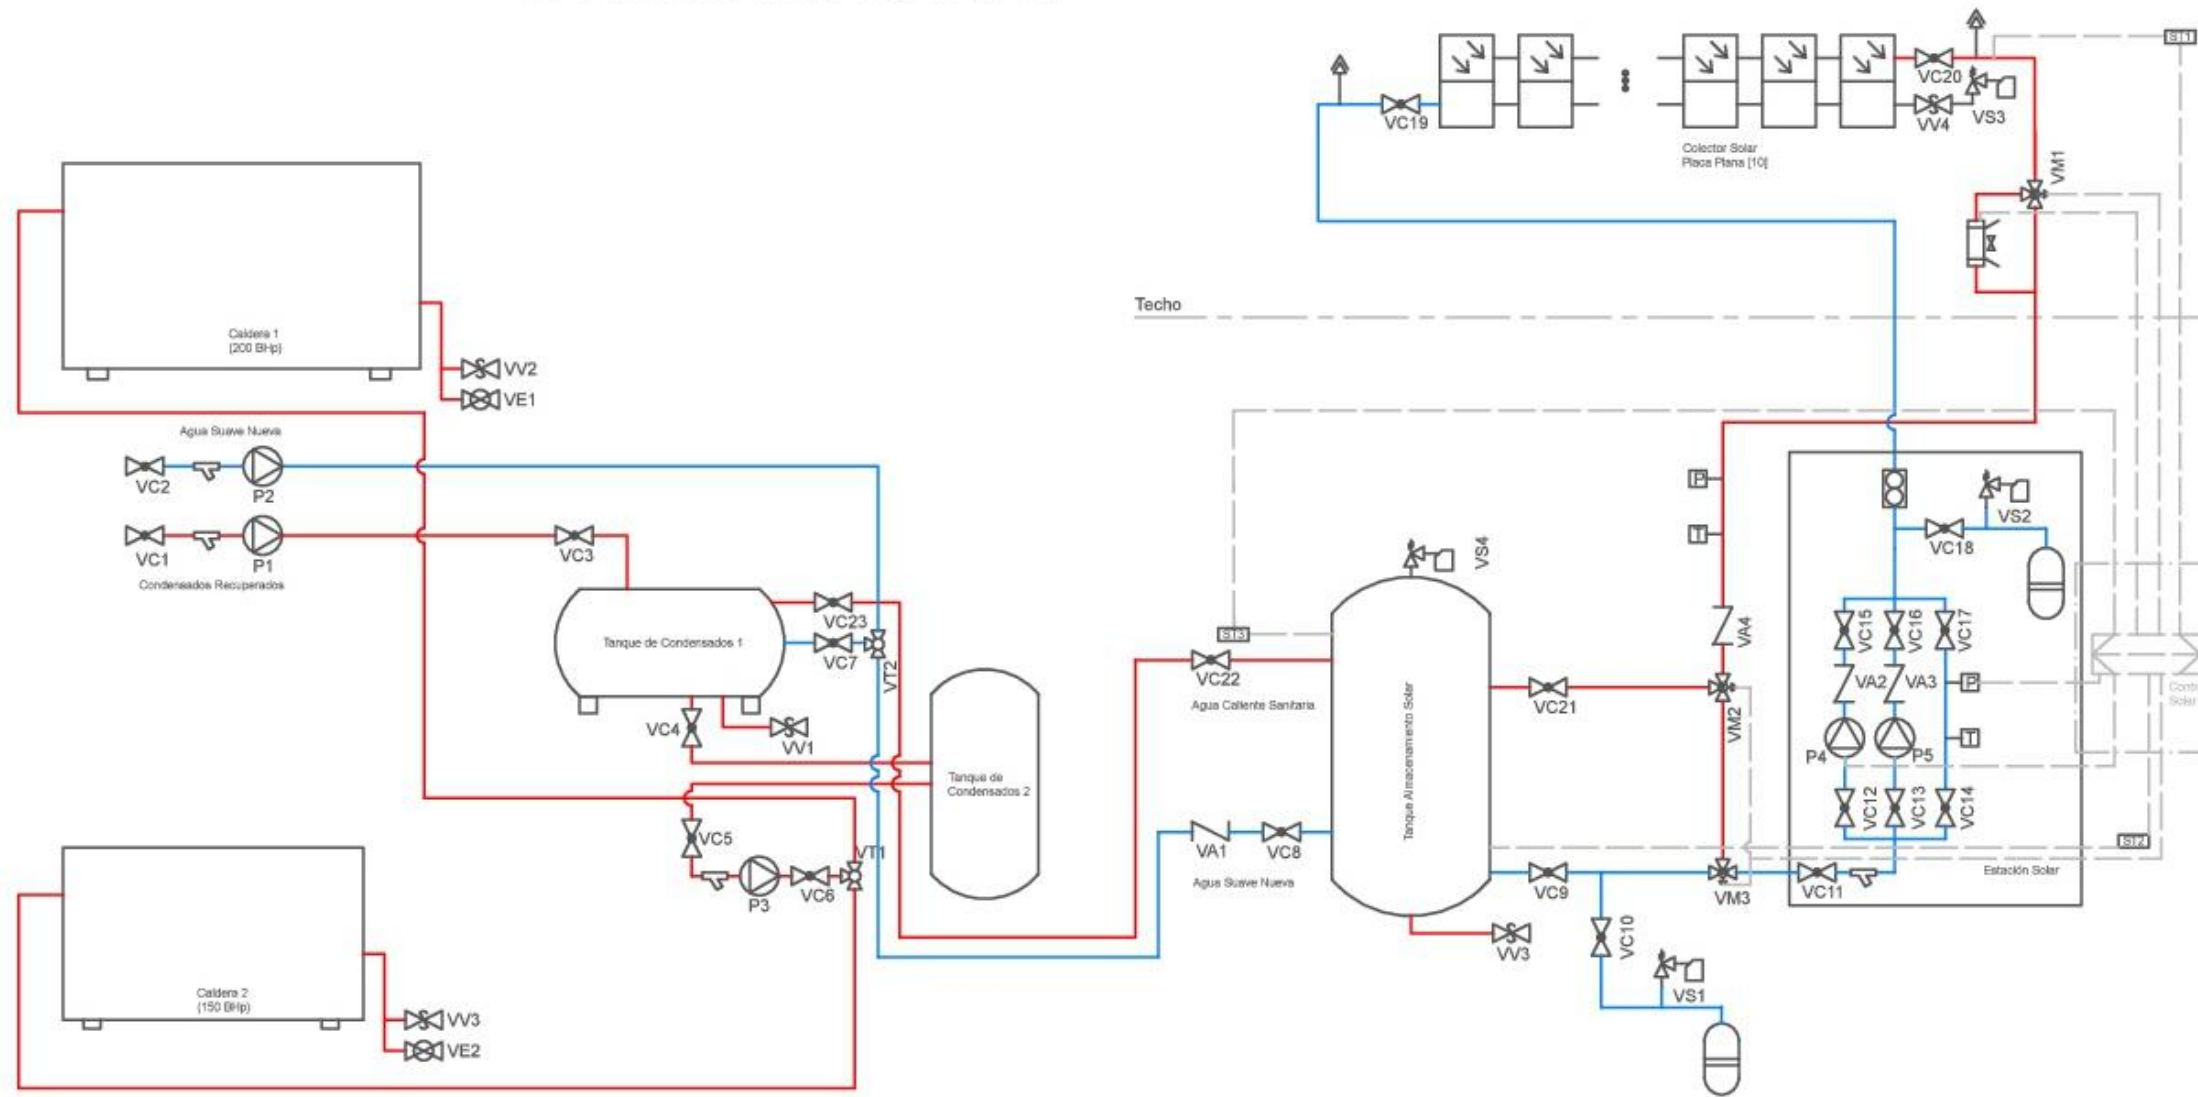 ST1
VC20
VC19
VV4
VS3
Colector Solar
Placa Plana [10]
VM1
Techo
Caldera 1
(200 BHp)
VV2
VE1
Agua Suave Nueva
VC2
P2
VC1
P1
Condensados Recuperados
VC3
VC23
Tanque de Condensados 1
VC7
VT2
VC4
VV1
Tanque de
Condensados 2
VC5
VT1
P3
VC6
Caldera 2
(150 BHp)
VV3
VE2
VS4
ST3
VC22
Agua Caliente Sanitaria
Tanque Almacenamiento Solar
VA1
VC8
Agua Suave Nueva
VC21
VC9
VV3
VC10
VS1
P
T
VA4
VM2
VM3
VS2
VC18
VC15
VC16
VC17
VA2
VA3
P
P4
P5
T
VC12
VC13
VC14
VC11
Estación Solar
ST2
Solar